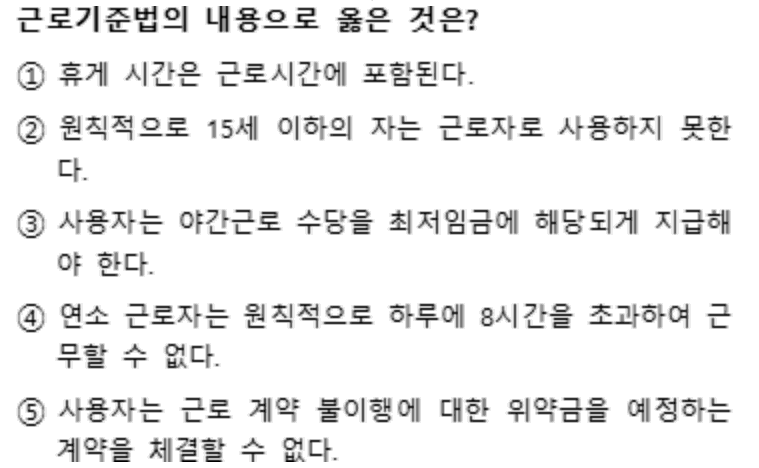 근로기준법의 내용으로 옳은 것은?
① 휴게 시간은 근로시간에 포함된다.
② 원칙적으로 15세 이하의 자는 근로자로 사용하지 못한
다.
③ 사용자는 야간근로 수당을 최저임금에 해당되게 지급해
야 한다.
④ 연소 근로자는 원칙적으로 하루에 8시간을 초과하여 근
무할 수 없다.
⑤ 사용자는 근로 계약 불이행에 대한 위약금을 예정하는
계약을 체결할 수 없다.